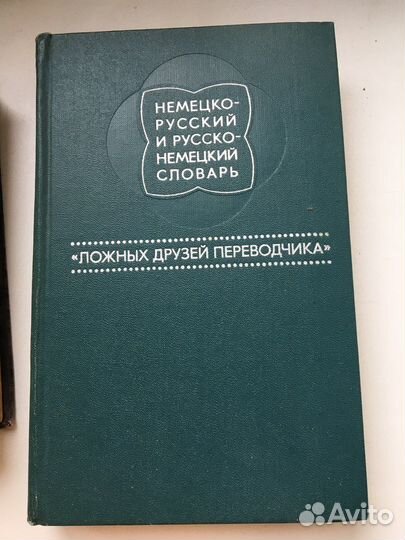 НЕМЕЦКО-
РУССКИЙ
И РУССКО-
НЕМЕЦКИЙ
СЛОВАРЬ
«ЛОЖНЫХ ДРУЗЕЙ ПЕРЕВОДЧИКА»
Avito